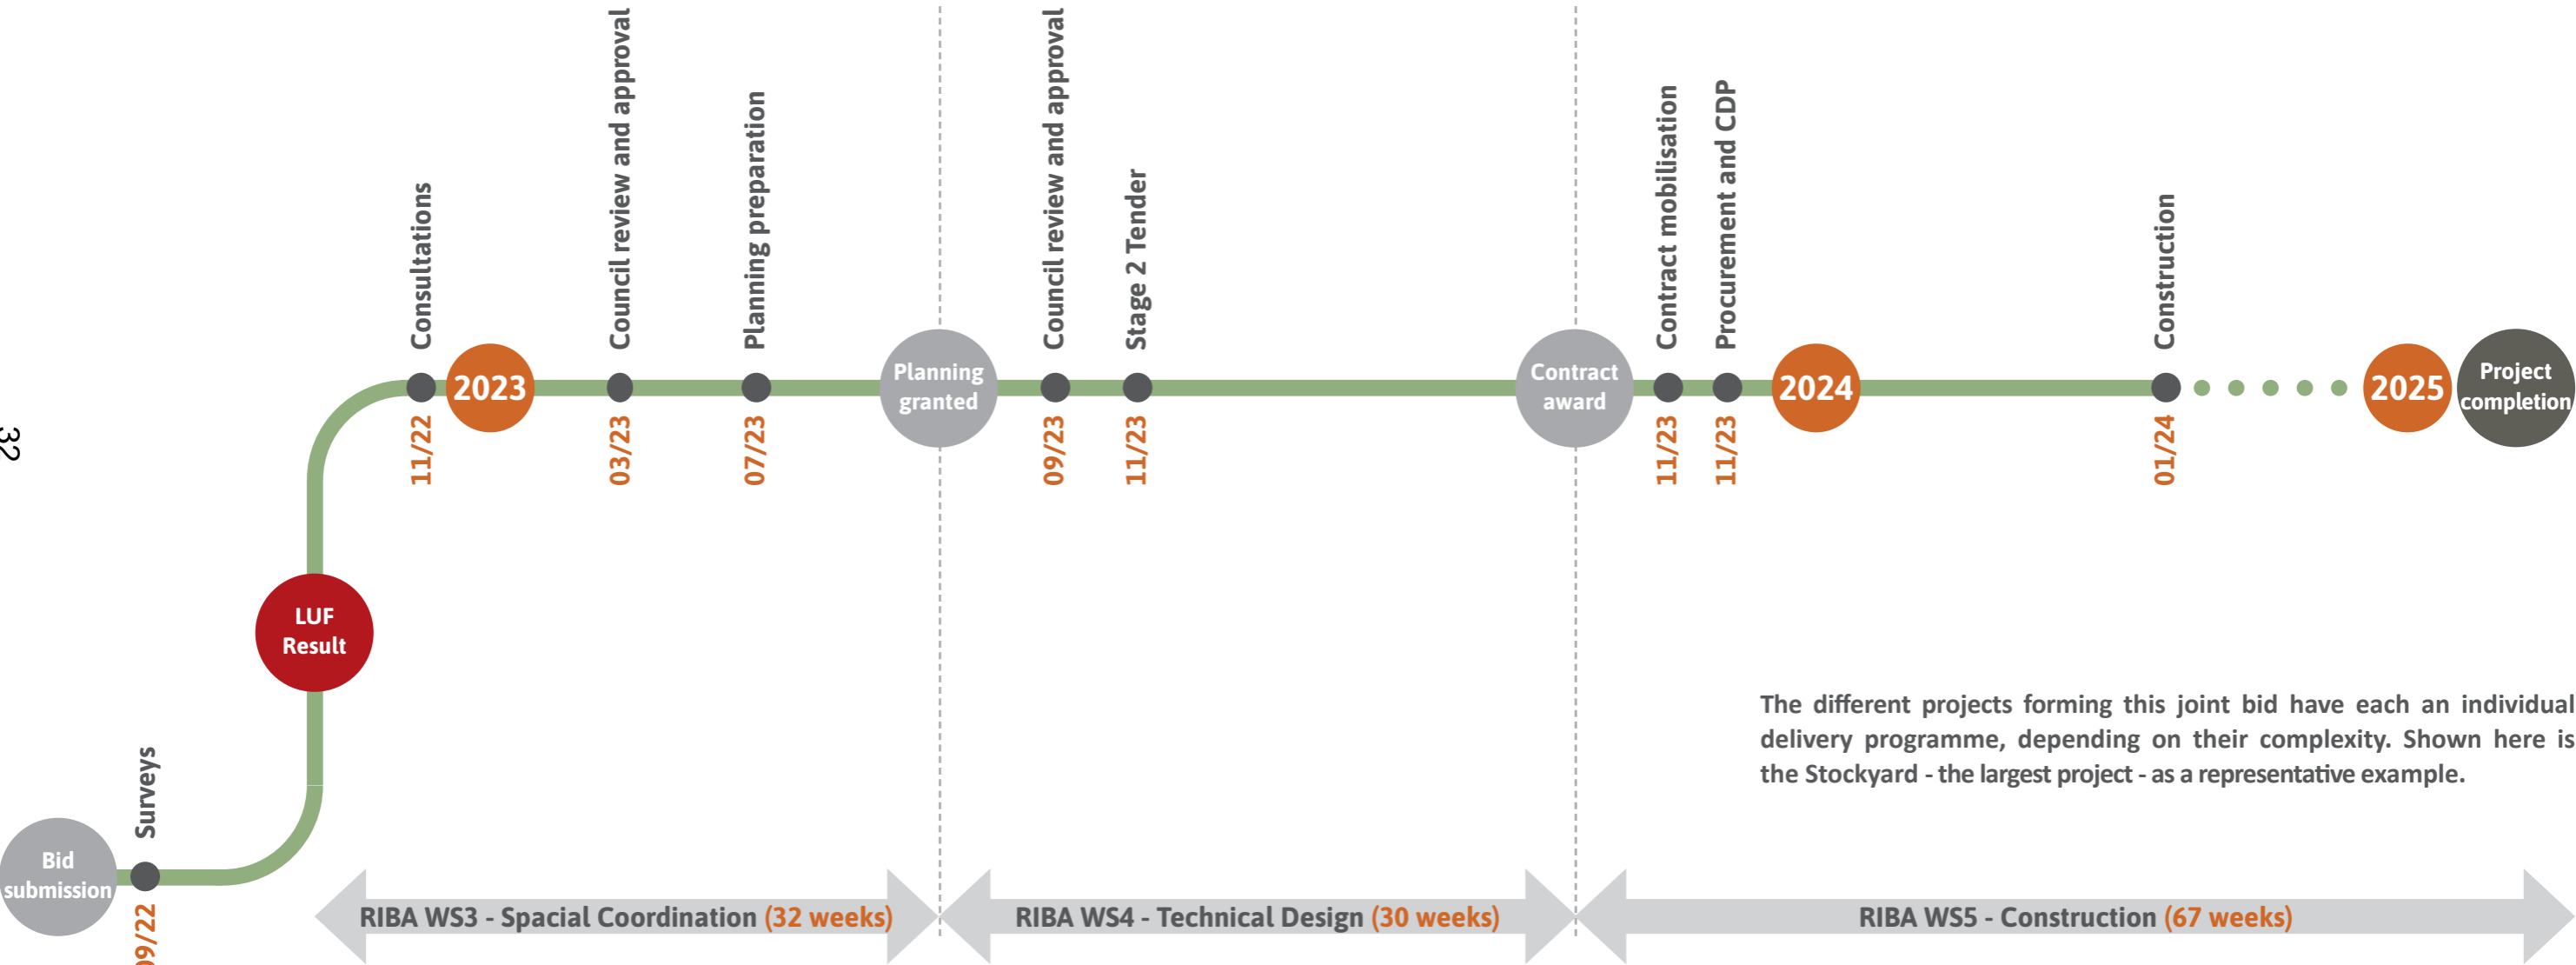 32
Bid
submission
Surveys
09/22
LUF
Result
Consultations
11/22
2023
Council review and approval
03/23
Planning preparation
07/23
Planning
granted
Council review and approval
09/23
Stage 2 Tender
11/23
Contract
award
Contract mobilisation
11/23
Procurement and CDP
11/23
2024
Construction
01/24
2025
Project
completion
The different projects forming this joint bid have each an individual
delivery programme, depending on their complexity. Shown here is
the Stockyard - the largest project - as a representative example.
RIBA WS3 - Spacial Coordination (32 weeks)
RIBA WS4 - Technical Design (30 weeks)
RIBA WS5 - Construction (67 weeks)